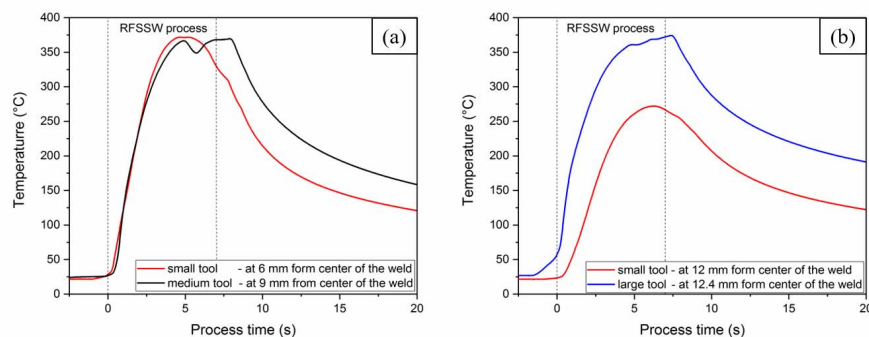 RFSSW process
(a)
400
350
300
250
200
150
100
50
0
Temperaturre (°C)
small tool - at 6 mm form center of the weld
medium tool - at 9 mm from center of the weld
0
5
10
15
20
Process time (s)
RFSSW process
(b)
400
350
300
250
200
150
100
50
0
Temperature (°C)
small tool - at 12 mm form center of the weld
large tool - at 12.4 mm form center of the weld
0
5
10
15
20
Process time (s)